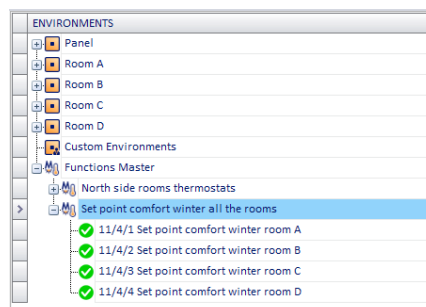 ENVIRONMENTS
Panel
Room A
Room B
Room C
Room D
Custom Environments
Functions Master
North side rooms thermostats
Set point comfort winter all the rooms
11/4/1 Set point comfort winter room A
11/4/2 Set point comfort winter room B
11/4/3 Set point comfort winter room C
11/4/4 Set point comfort winter room D